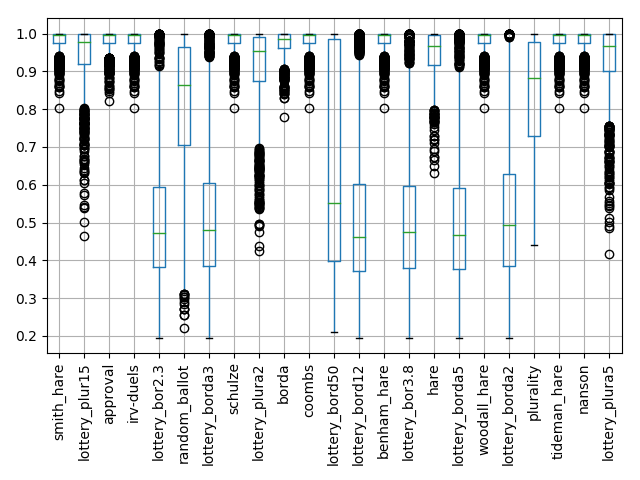 1.0
0.9
0.8
0.7
0.6
0.5
0.4
0.3
0.2
smith_hare
lottery_plur15
approval
irv-duels
lottery_bor2.3
random_ballot
lottery_borda3
schulze
lottery_plura2
borda
coombs
lottery_bord50
lottery_bord12
benham_hare
lottery_bor3.8
hare
lottery_borda5
woodall_hare
lottery_borda2
plurality
tideman_hare
nanson
lottery_plura5